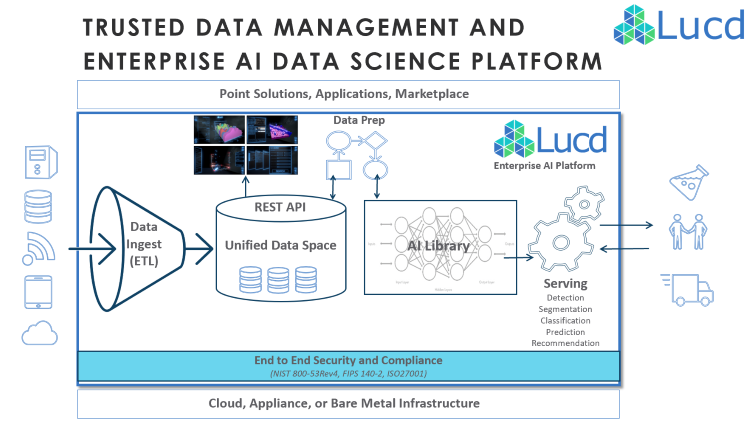 TRUSTED DATA MANAGEMENT AND
ENTERPRISE AI DATA SCIENCE PLATFORM
Lucd
Point Solutions, Applications, Marketplace
Data Prep
Lucd
Enterprise AI Platform
Data
Ingest
(ETL)
REST API
Unified Data Space
AI Library
Serving
Detection
Segmentation
Classification
Prediction
Recommendation
End to End Security and Compliance
(NIST 800-53Rev4, FIPS 140-2, ISO27001)
Cloud, Appliance, or Bare Metal Infrastructure